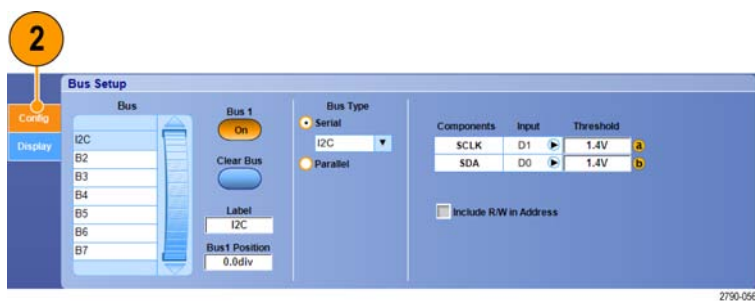 2
Bus Setup
Config
Display
Bus
I2C
B2
B3
B4
B5
B6
B7
Bus 1
On
Clear Bus
Label
I2C
Bus1 Position
0.0div
Bus Type
Serial
I2C
Parallel
Components Input Threshold
SCLK D1 1.4V a
SDA D0 1.4V b
Include R/W in Address
2790-056